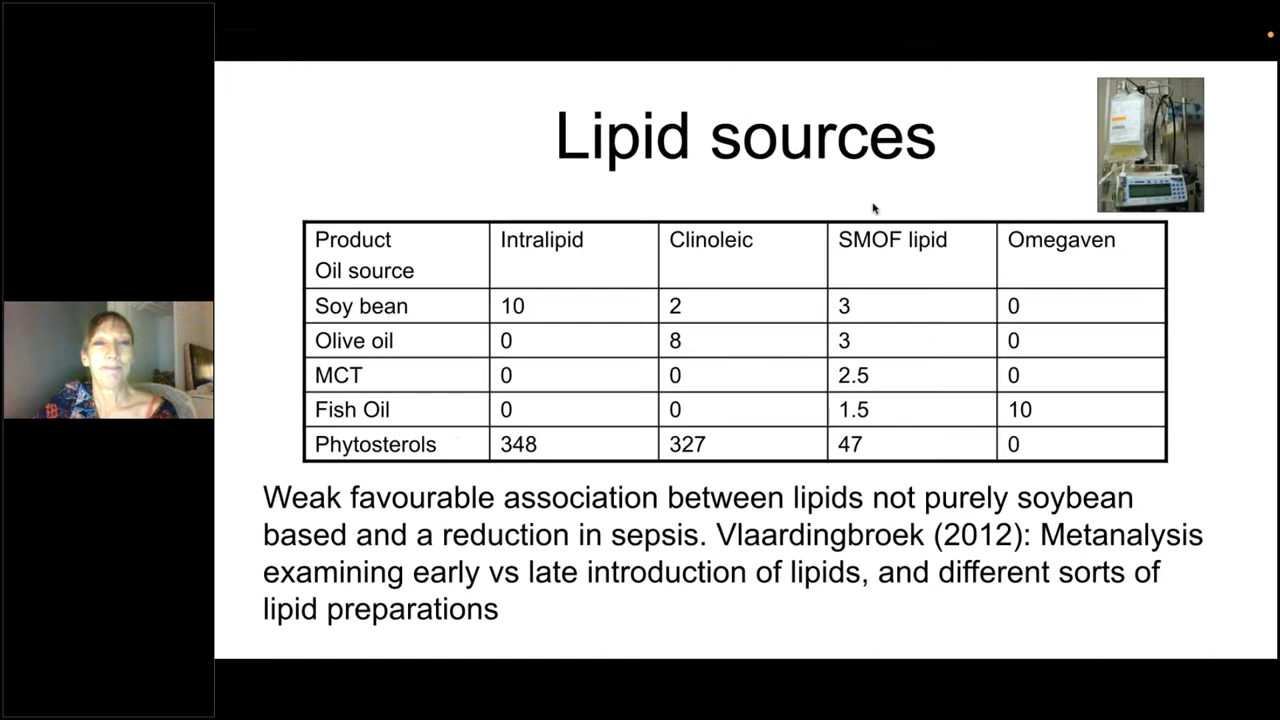 Lipid sources
Product Intralipid Clinoleic SMOF lipid Omegaven
Oil source
Soy bean 10 2 3 0
Olive oil 0 8 3 0
MCT 0 0 2.5 0
Fish Oil 0 0 1.5 10
Phytosterols 348 327 47 0
Weak favourable association between lipids not purely soybean
based and a reduction in sepsis. Vlaardingbroek (2012): Metanalysis
examining early vs late introduction of lipids, and different sorts of
lipid preparations